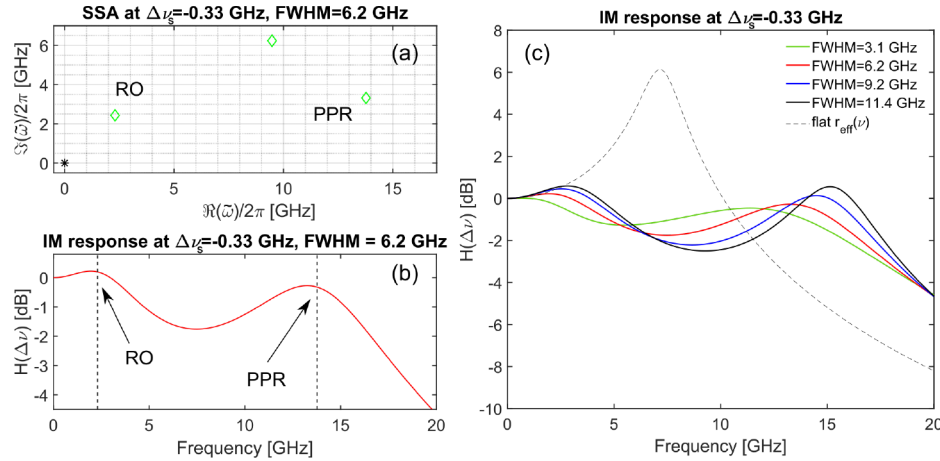 SSA at Δνₛ=-0.33 GHz, FWHM=6.2 GHz
(a)
ℑ(ω̃)/2π [GHz]
6
4
2
0
RO
PPR
0 5 10 15
ℜ(ω̃)/2π [GHz]
IM response at Δνₛ=-0.33 GHz, FWHM = 6.2 GHz
(b)
H(Δν) [dB]
0
-1
-2
-3
-4
RO
PPR
0 5 10 15 20
Frequency [GHz]
IM response at Δνₛ=-0.33 GHz
(c)
FWHM=3.1 GHz
FWHM=6.2 GHz
FWHM=9.2 GHz
FWHM=11.4 GHz
flat r_eff(ν)
H(Δν) [dB]
8
6
4
2
0
-2
-4
-6
-8
-10
0 5 10 15 20
Frequency [GHz]